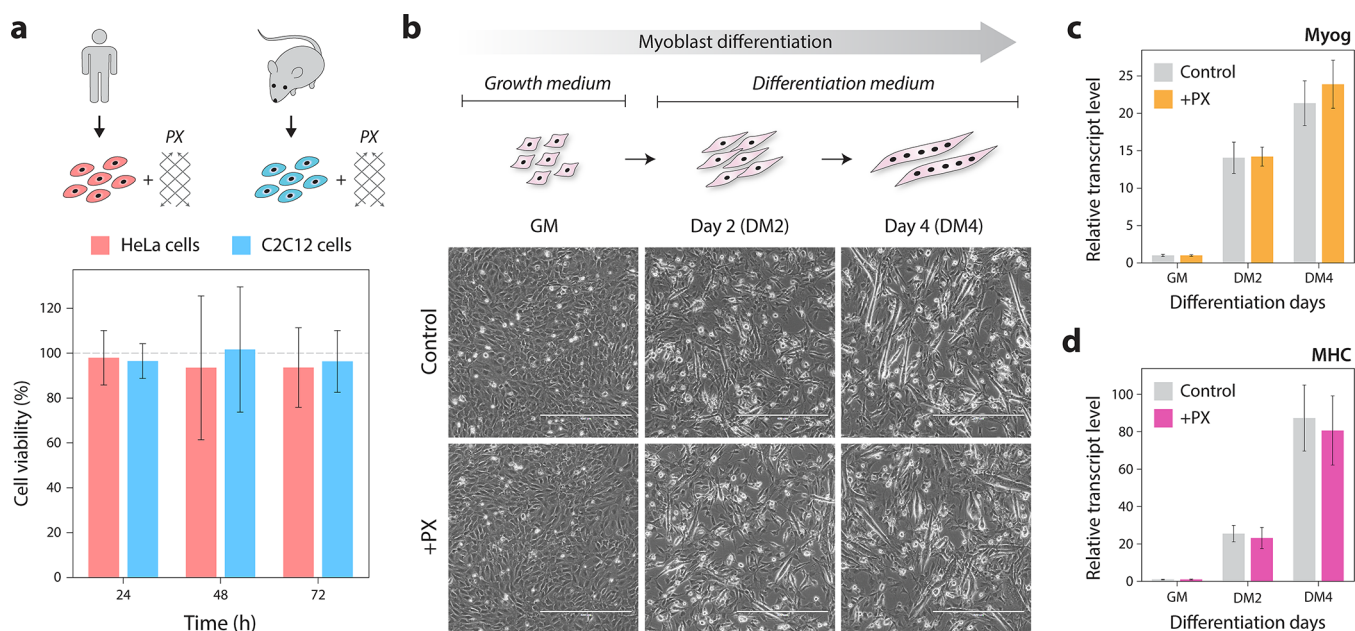 a
PX
+
PX
+
HeLa cells
C2C12 cells
Cell viability (%)
120
100
80
60
40
20
0
24
48
72
Time (h)
b
Myoblast differentiation
Growth medium
Differentiation medium
GM
Day 2 (DM2)
Day 4 (DM4)
Control
+PX
c
Myog
Control
+PX
Relative transcript level
25
20
15
10
5
0
GM
DM2
DM4
Differentiation days
d
MHC
Control
+PX
Relative transcript level
100
80
60
40
20
0
GM
DM2
DM4
Differentiation days